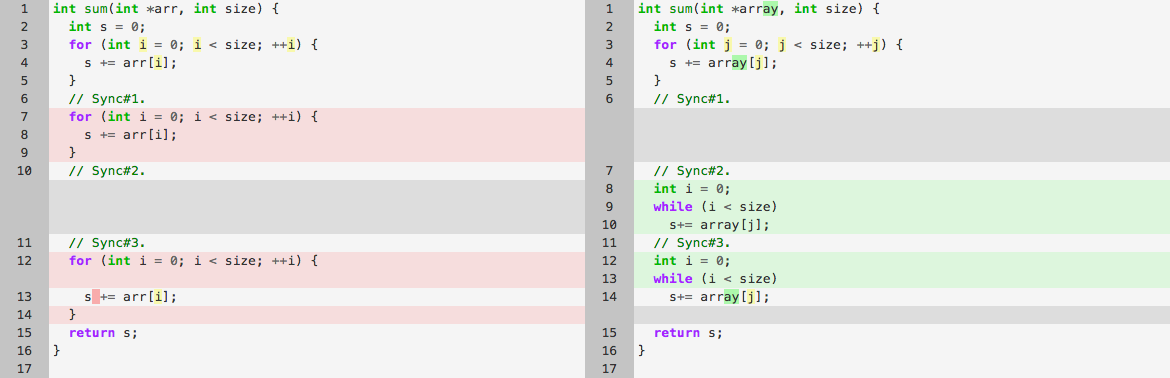 1 int sum(int *arr, int size) {
2   int s = 0;
3   for (int i = 0; i < size; ++i) {
4     s += arr[i];
5   }
6   // Sync#1.
7   for (int i = 0; i < size; ++i) {
8     s += arr[i];
9   }
10   // Sync#2.
11   // Sync#3.
12   for (int i = 0; i < size; ++i) {
13     s += arr[i];
14   }
15   return s;
16 }
17
1 int sum(int *array, int size) {
2   int s = 0;
3   for (int j = 0; j < size; ++j) {
4     s += array[j];
5   }
6   // Sync#1.
7   // Sync#2.
8   int i = 0;
9   while (i < size)
10     s+= array[j];
11   // Sync#3.
12   int i = 0;
13   while (i < size)
14     s+= array[j];
15   return s;
16 }
17